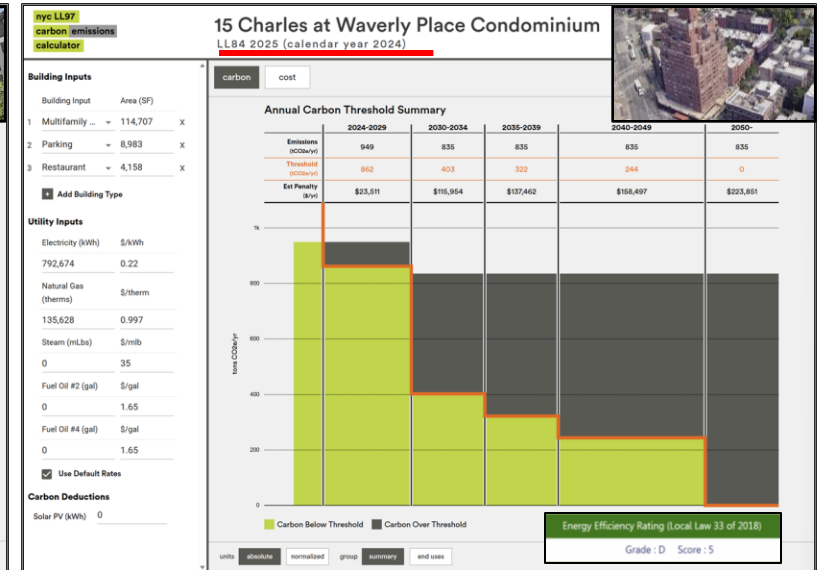 nyc LL97
carbon emissions
calculator
15 Charles at Waverly Place Condominium
LL84 2025 (calendar year 2024)
Building Inputs
Building Input Area (SF)
1 Multifamily ... 114,707 x
2 Parking 8,983 x
3 Restaurant 4,158 x
+ Add Building Type
Utility Inputs
Electricity (kWh) $/kWh
792,674 0.22
Natural Gas
(therms) $/therm
135,628 0.997
Steam (mLbs) $/mlb
0 35
Fuel Oil #2 (gal) $/gal
0 1.65
Fuel Oil #4 (gal) $/gal
0 1.65
Use Default Rates
Carbon Deductions
Solar PV (kWh) 0
carbon cost
Annual Carbon Threshold Summary
2024-2029 2030-2034 2035-2039 2040-2049 2050-
Emissions
(tCO2e/yr) 949 835 835 835 835
Threshold
(tCO2e/yr) 862 403 322 244 0
Est Penalty
($/yr) $23,511 $115,954 $137,462 $158,497 $223,851
tons CO2e/yr
1k
800
600
400
200
0
Carbon Below Threshold Carbon Over Threshold
Energy Efficiency Rating (Local Law 33 of 2018)
Grade : D Score : 5
units absolute normalized group summary end uses